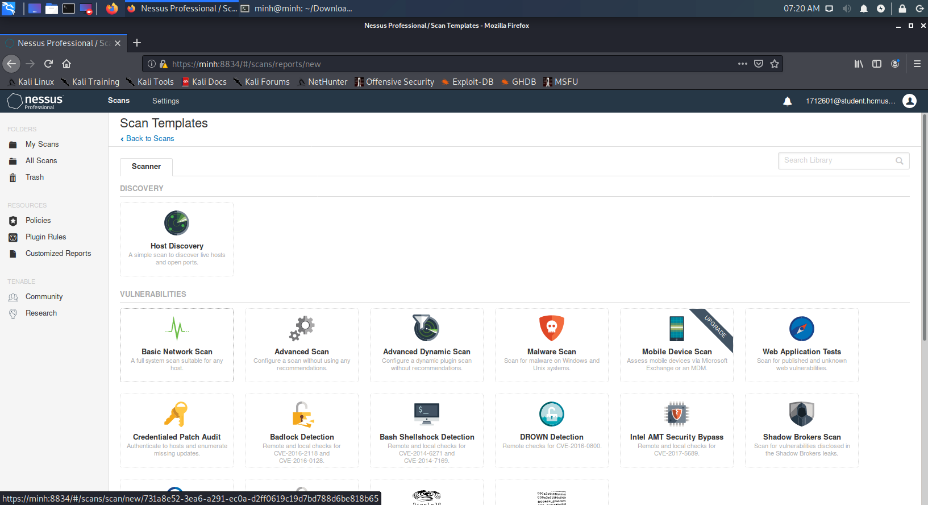 Nessus Professional / Sc...
minh@minh: ~/Downloa...
07:20 AM
Nessus Professional / Scan Templates - Mozilla Firefox
Nessus Professional / Sc
https://minh:8834/#/scans/reports/new
Kali Linux
Kali Training
Kali Tools
Kali Docs
Kali Forums
NetHunter
Offensive Security
Exploit-DB
GHDB
MSFU
nessus
Professional
Scans
Settings
1712601@student.hcmus...
FOLDERS
My Scans
All Scans
Trash
RESOURCES
Policies
Plugin Rules
Customized Reports
TENABLE
Community
Research
Scan Templates
Back to Scans
Scanner
Search Library
DISCOVERY
Host Discovery
A simple scan to discover live hosts
and open ports.
VULNERABILITIES
Basic Network Scan
A full system scan suitable for any
host.
Advanced Scan
Configure a scan without using any
recommendations.
Advanced Dynamic Scan
Configure a dynamic plugin scan
without recommendations.
Malware Scan
Scan for malware on Windows and
Unix systems.
UPGRADE
Mobile Device Scan
Assess mobile devices via Microsoft
Exchange or an MDM.
Web Application Tests
Scan for published and unknown
web vulnerabilities.
Credentialed Patch Audit
Authenticate to hosts and enumerate
missing updates.
Badlock Detection
Remote and local checks for
CVE-2016-2118 and
CVE-2016-0128.
Bash Shellshock Detection
Remote and local checks for
CVE-2014-6271 and
CVE-2014-7169.
DROWN Detection
Remote checks for CVE-2016-0800.
Intel AMT Security Bypass
Remote and local checks for
CVE-2017-5689.
Shadow Brokers Scan
Scan for vulnerabilities disclosed in
the Shadow Brokers leaks.
https://minh:8834/#/scans/scan/new/731a8e52-3ea6-a291-ec0a-d2ff0619c19d7bd788d6be818b65